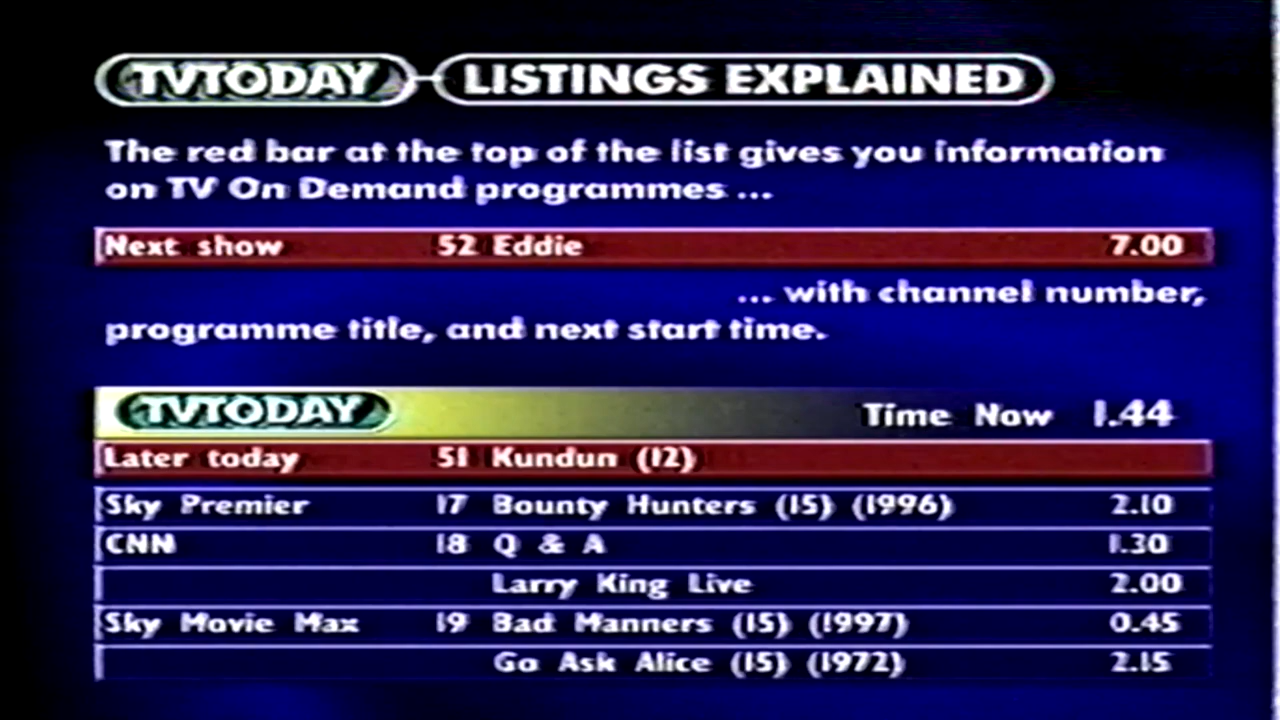 TVTODAY LISTINGS EXPLAINED
The red bar at the top of the list gives you information
on TV On Demand programmes ...
Next show 52 Eddie 7.00
... with channel number,
programme title, and next start time.
TVTODAY Time Now 1.44
Later today 51 Kundun (12)
Sky Premier 17 Bounty Hunters (15) (1996) 2.10
CNN 18 Q & A 1.30
Larry King Live 2.00
Sky Movie Max 19 Bad Manners (15) (1997) 0.45
Go Ask Alice (15) (1972) 2.15